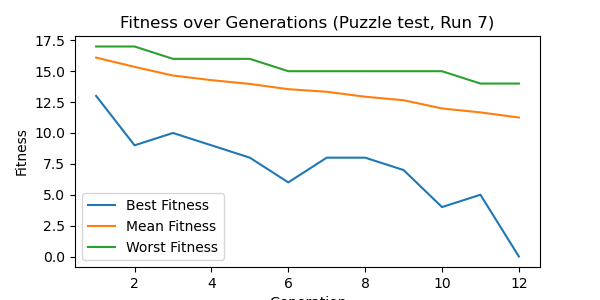 Fitness over Generations (Puzzle test, Run 7)
17.5
15.0
12.5
10.0
7.5
5.0
2.5
0.0
Fitness
Best Fitness
Mean Fitness
Worst Fitness
2 4 6 8 10 12
Generation